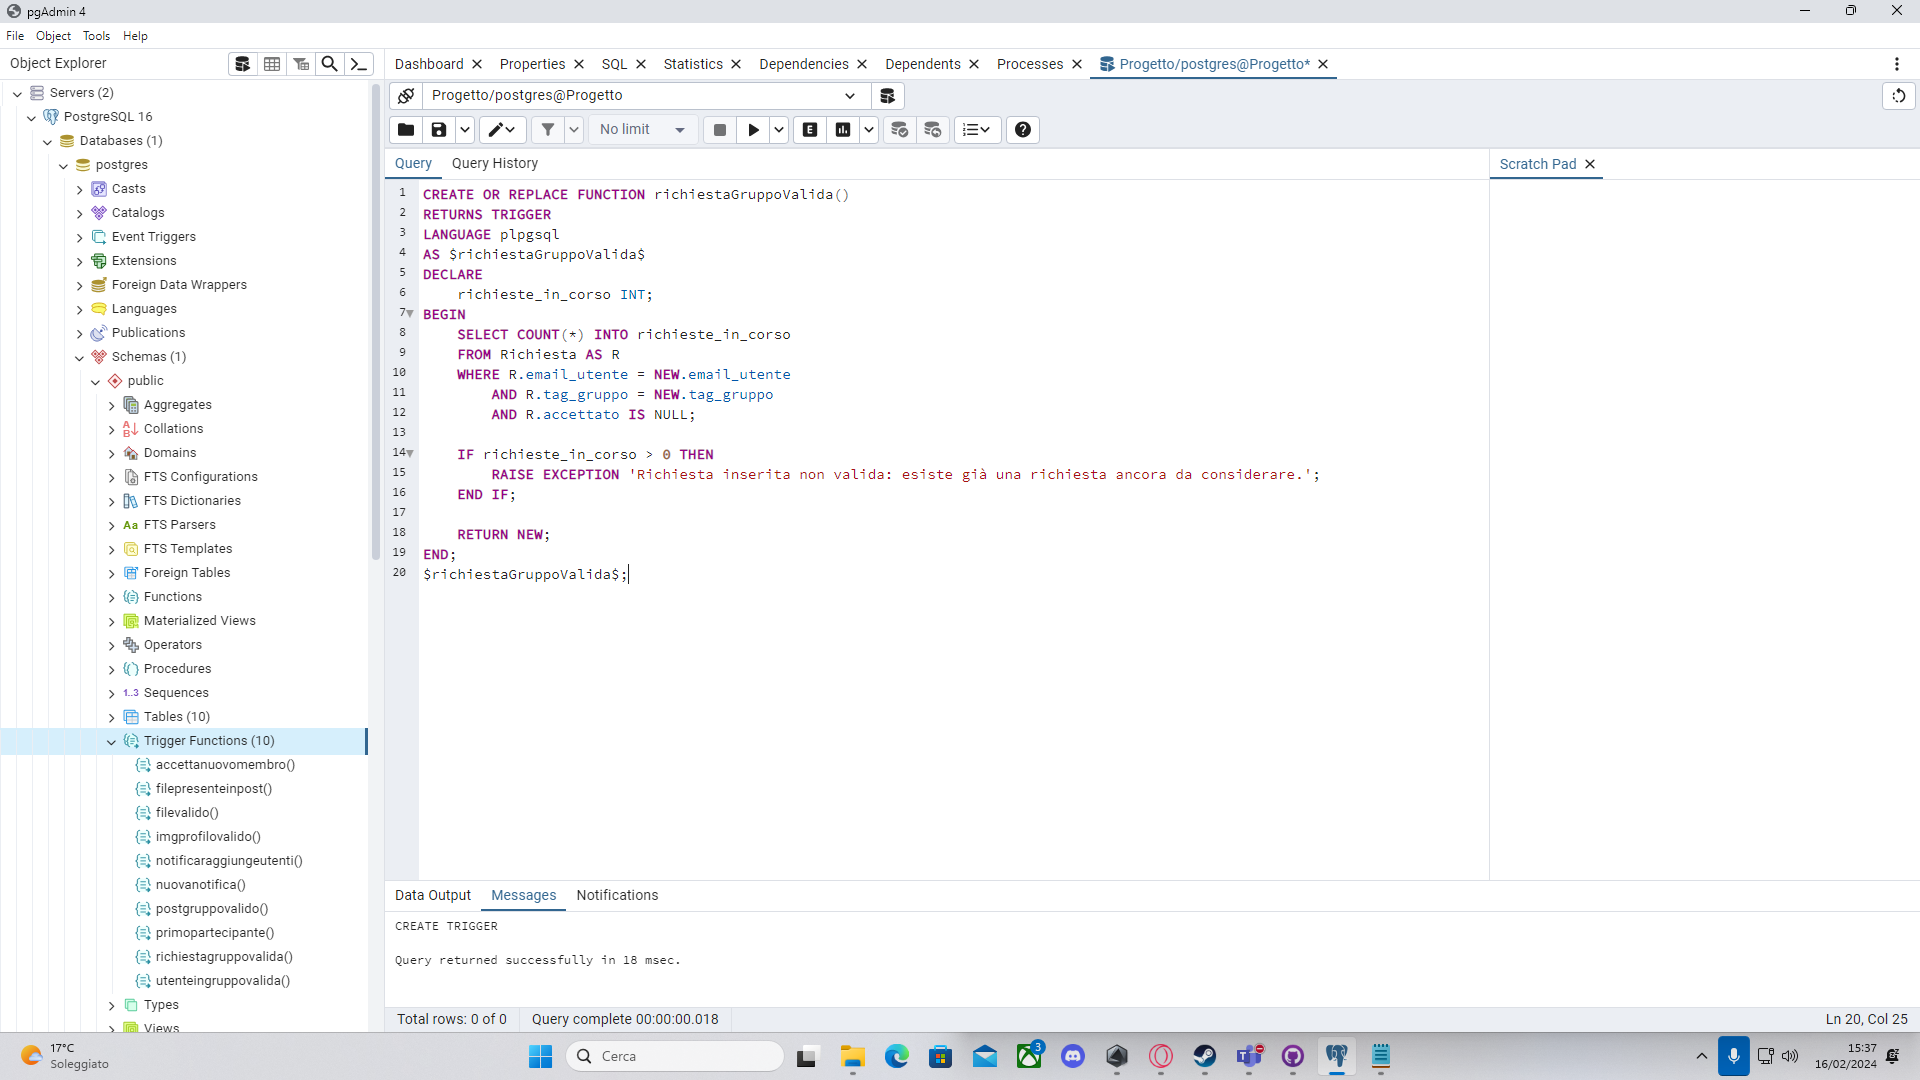 pgAdmin 4
File Object Tools Help
Object Explorer
Servers (2)
PostgreSQL 16
Databases (1)
postgres
Casts
Catalogs
Event Triggers
Extensions
Foreign Data Wrappers
Languages
Publications
Schemas (1)
public
Aggregates
Collations
Domains
FTS Configurations
FTS Dictionaries
FTS Parsers
FTS Templates
Foreign Tables
Functions
Materialized Views
Operators
Procedures
Sequences
Tables (10)
Trigger Functions (10)
accettanuovomembro()
filepresenteinpost()
filevalido()
imgprofilovalido()
notificaraggiungeutenti()
nuovanotifica()
postgruppovalido()
primopartecipante()
richiestagruppovalida()
utenteingruppovalida()
Types
Views
Dashboard Properties SQL Statistics Dependencies Dependents Processes Progetto/postgres@Progetto*
Progetto/postgres@Progetto
No limit
Query Query History
Scratch Pad
1 CREATE OR REPLACE FUNCTION richiestaGruppoValida()
2 RETURNS TRIGGER
3 LANGUAGE plpgsql
4 AS $richiestaGruppoValida$
5 DECLARE
6 richieste_in_corso INT;
7 BEGIN
8 SELECT COUNT(*) INTO richieste_in_corso
9 FROM Richiesta AS R
10 WHERE R.email_utente = NEW.email_utente
11 AND R.tag_gruppo = NEW.tag_gruppo
12 AND R.accettato IS NULL;
13
14 IF richieste_in_corso > 0 THEN
15 RAISE EXCEPTION 'Richiesta inserita non valida: esiste già una richiesta ancora da considerare.';
16 END IF;
17
18 RETURN NEW;
19 END;
20 $richiestaGruppoValida$;
Data Output Messages Notifications
CREATE TRIGGER
Query returned successfully in 18 msec.
Total rows: 0 of 0 Query complete 00:00:00.018 Ln 20, Col 25
17°C
Soleggiato
Cerca
3
15:37
16/02/2024